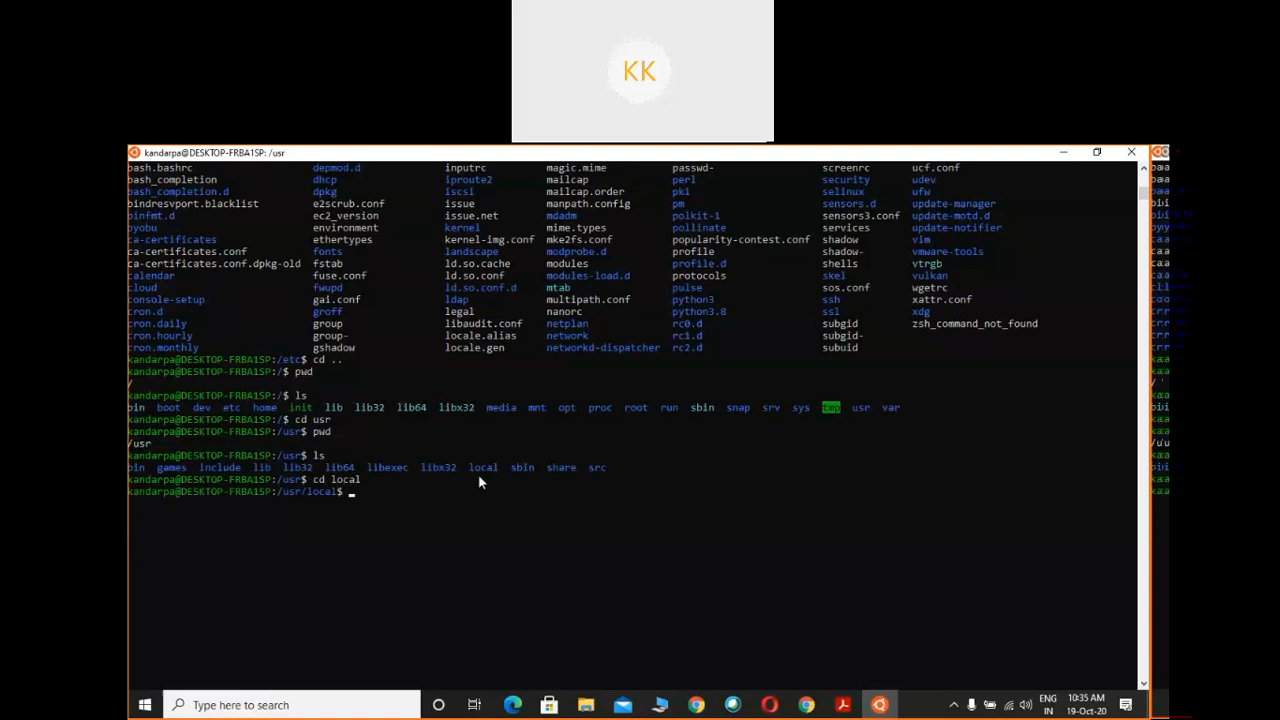 KK
kandarpa@DESKTOP-FRBA1SP: /usr
bash.bashrc depmod.d inputrc magic.mime passwd- screenrc ucf.conf
bash_completion dhcp iproute2 mailcap perl security udev
bash_completion.d dpkg iscsi mailcap.order pki selinux ufw
bindresvport.blacklist e2scrub.conf issue manpath.config pm sensors.d update-manager
binfmt.d ec2_version issue.net mdadm polkit-1 sensors3.conf update-motd.d
byobu environment kernel mime.types pollinate services update-notifier
ca-certificates ethertypes kernel-img.conf mke2fs.conf popularity-contest.conf shadow vim
ca-certificates.conf fonts landscape modprobe.d profile shadow- vmware-tools
ca-certificates.conf.dpkg-old fstab ld.so.cache modules profile.d shells vtrgb
calendar fuse.conf ld.so.conf modules-load.d protocols skel vulkan
cloud fwupd ld.so.conf.d mtab pulse sos.conf wgetrc
console-setup gai.conf ldap multipath.conf python3 ssh xattr.conf
cron.d groff legal nanorc python3.8 ssl xdg
cron.daily group libaudit.conf netplan rc0.d subgid zsh_command_not_found
cron.hourly group- locale.alias network rc1.d subgid-
cron.monthly gshadow locale.gen networkd-dispatcher rc2.d subuid
kandarpa@DESKTOP-FRBA1SP:/etc$ cd ..
kandarpa@DESKTOP-FRBA1SP:/$ pwd
/
kandarpa@DESKTOP-FRBA1SP:/$ ls
bin boot dev etc home init lib lib32 lib64 libx32 media mnt opt proc root run sbin snap srv sys tmp usr var
kandarpa@DESKTOP-FRBA1SP:/$ cd usr
kandarpa@DESKTOP-FRBA1SP:/usr$ pwd
/usr
kandarpa@DESKTOP-FRBA1SP:/usr$ ls
bin games include lib lib32 lib64 libexec libx32 local sbin share src
kandarpa@DESKTOP-FRBA1SP:/usr$ cd local
kandarpa@DESKTOP-FRBA1SP:/usr/local$
Type here to search
ENG
IN
10:35 AM
19-Oct-20